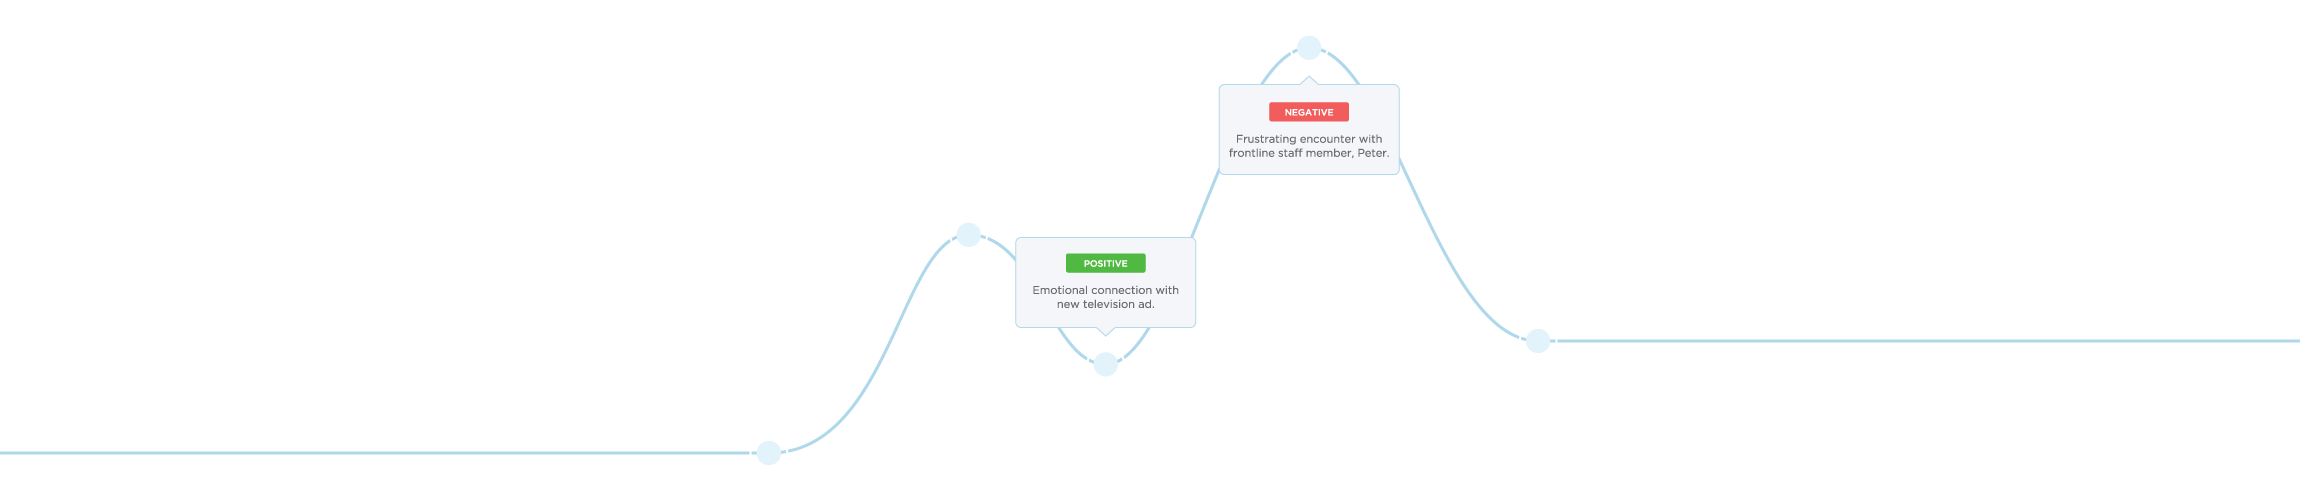 NEGATIVE
Frustrating encounter with
frontline staff member, Peter.
POSITIVE
Emotional connection with
new television ad.